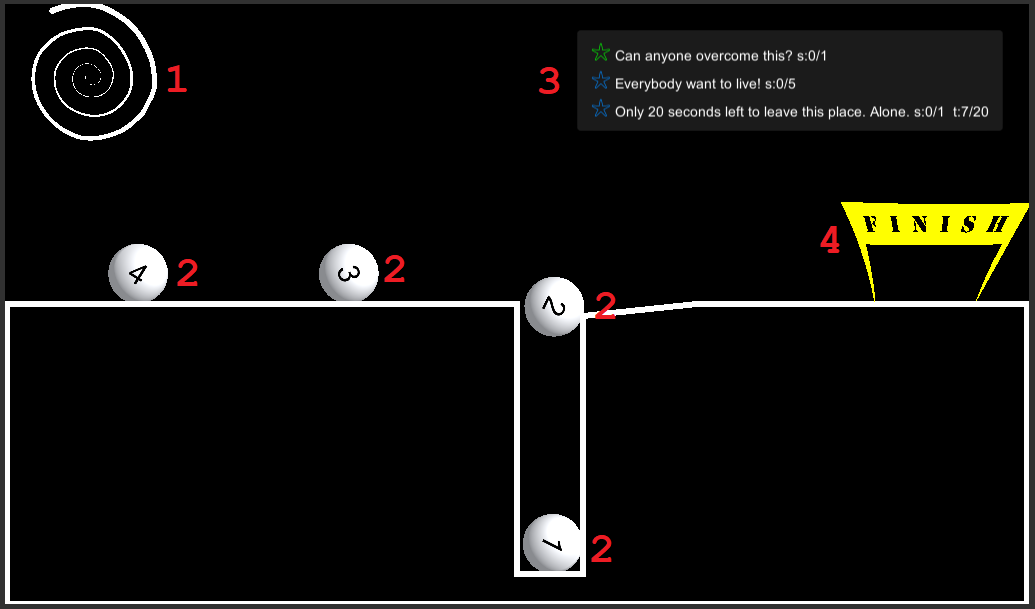 1
3
Can anyone overcome this? s:0/1
Everybody want to live! s:0/5
Only 20 seconds left to leave this place. Alone. s:0/1 t:7/20
4
FINISH
4 2
3 2
2 2
1 2